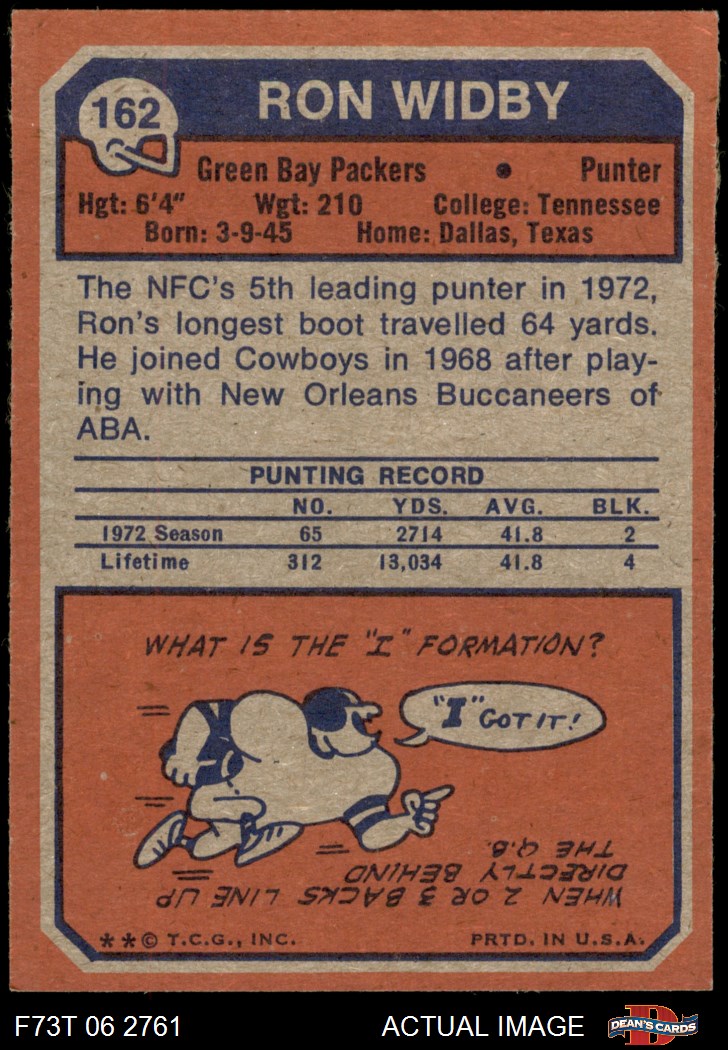 162
RON WIDBY
Green Bay Packers • Punter
Hgt: 6'4" Wgt: 210 College: Tennessee
Born: 3-9-45 Home: Dallas, Texas
The NFC's 5th leading punter in 1972,
Ron's longest boot travelled 64 yards.
He joined Cowboys in 1968 after play-
ing with New Orleans Buccaneers of
ABA.
PUNTING RECORD
NO. YDS. AVG. BLK.
1972 Season 65 2714 41.8 2
Lifetime 312 13,034 41.8 4
WHAT IS THE "I" FORMATION?
"I" GOT IT!
WHEN 2 OR 3 BACKS LINE UP
DIRECTLY BEHIND
THE Q.B.
**© T.C.G., INC. PRTD. IN U.S.A.
F73T 06 2761 ACTUAL IMAGE
D
DEAN'S CARDS